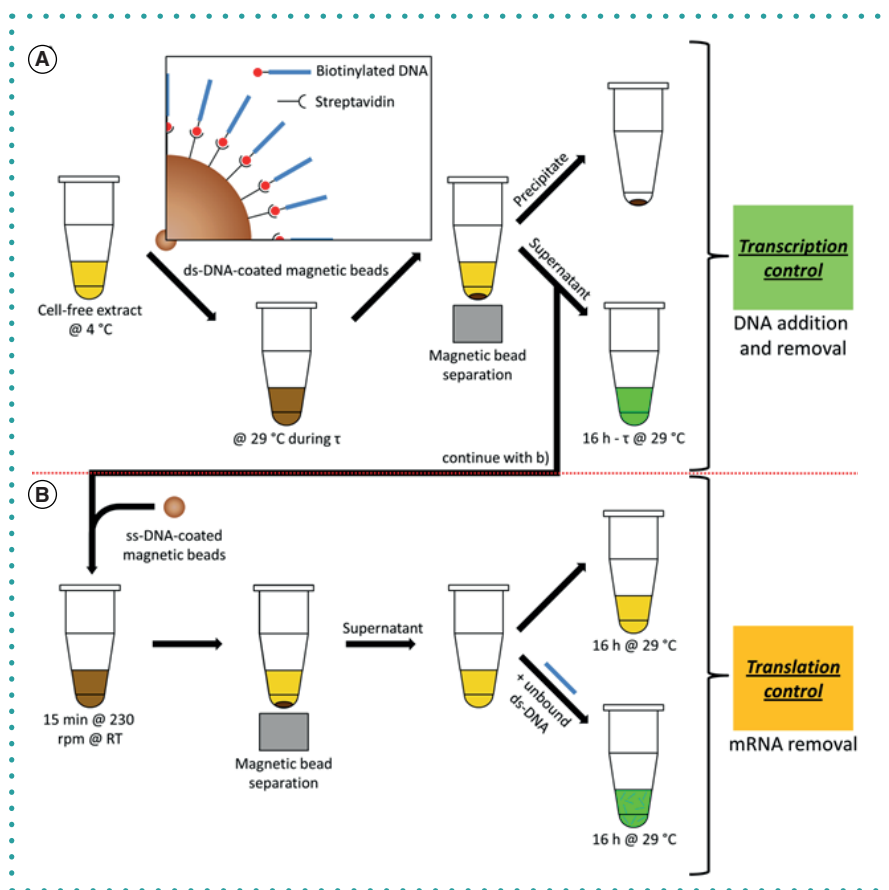 A
Biotinylated DNA
Streptavidin
Precipitate
Supernatant
ds-DNA-coated magnetic beads
Cell-free extract
@ 4 °C
Magnetic bead
separation
@ 29 °C during τ
16 h - τ @ 29 °C
Transcription
control
DNA addition
and removal
continue with b)
B
ss-DNA-coated
magnetic beads
Supernatant
15 min @ 230
rpm @ RT
Magnetic bead
separation
16 h @ 29 °C
+ unbound
ds-DNA
16 h @ 29 °C
Translation
control
mRNA removal